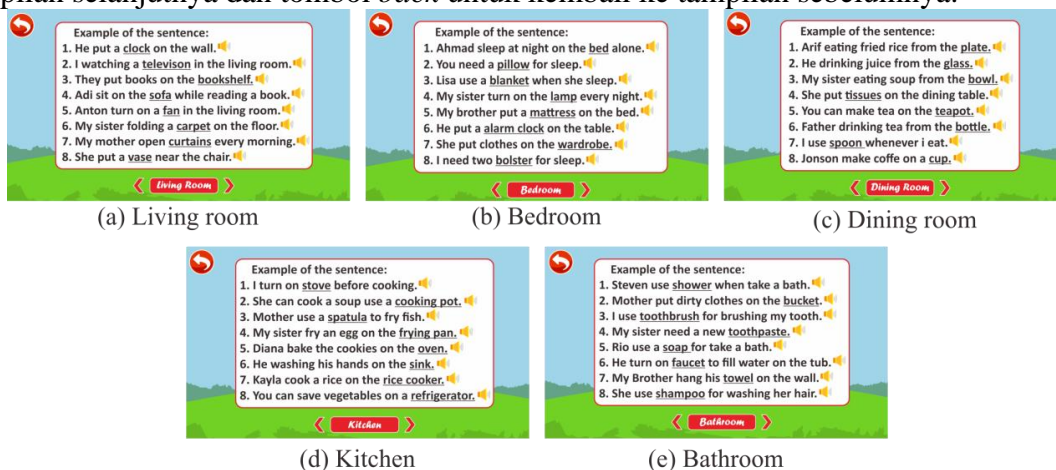 selanjutnya dan tombol back untuk kembali ke tampilan sebelumnya.
Example of the sentence:
1. He put a clock on the wall.
2. I watching a televison in the living room.
3. They put books on the bookshelf.
4. Adi sit on the sofa while reading a book.
5. Anton turn on a fan in the living room.
6. My sister folding a carpet on the floor.
7. My mother open curtains every morning.
8. She put a vase near the chair.
Living Room
(a) Living room
Example of the sentence:
1. Ahmad sleep at night on the bed alone.
2. You need a pillow for sleep.
3. Lisa use a blanket when she sleep.
4. My sister turn on the lamp every night.
5. My brother put a mattress on the bed.
6. He put a alarm clock on the table.
7. She put clothes on the wardrobe.
8. I need two bolster for sleep.
Bedroom
(b) Bedroom
Example of the sentence:
1. Arif eating fried rice from the plate.
2. He drinking juice from the glass.
3. My sister eating soup from the bowl.
4. She put tissues on the dining table.
5. You can make tea on the teapot.
6. Father drinking tea from the bottle.
7. I use spoon whenever i eat.
8. Jonson make coffe on a cup.
Dining Room
(c) Dining room
Example of the sentence:
1. I turn on stove before cooking.
2. She can cook a soup use a cooking pot.
3. Mother use a spatula to fry fish.
4. My sister fry an egg on the frying pan.
5. Diana bake the cookies on the oven.
6. He washing his hands on the sink.
7. Kayla cook a rice on the rice cooker.
8. You can save vegetables on a refrigerator.
Kitchen
(d) Kitchen
Example of the sentence:
1. Steven use shower when take a bath.
2. Mother put dirty clothes on the bucket.
3. I use toothbrush for brushing my tooth.
4. My sister need a new toothpaste.
5. Rio use a soap for take a bath.
6. He turn on faucet to fill water on the tub.
7. My Brother hang his towel on the wall.
8. She use shampoo for washing her hair.
Bathroom
(e) Bathroom